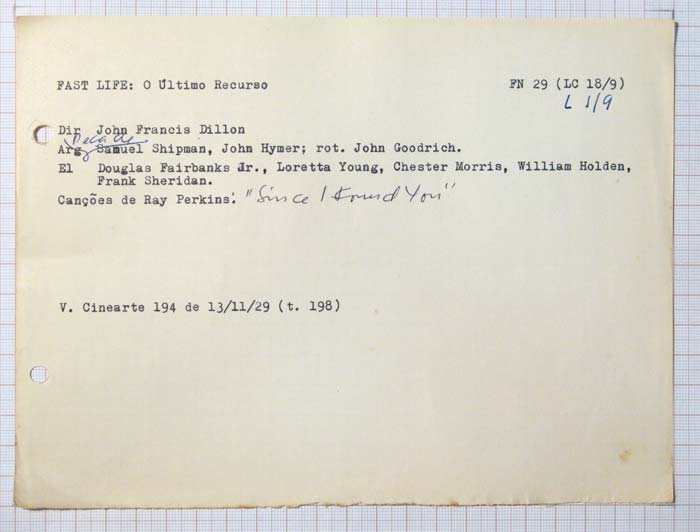 FAST LIFE: O Último Recurso FN 29 (LC 18/9)
L 1/9
Dir John Francis Dillon
Peça de
Arg Samuel Shipman, John Hymer; rot. John Goodrich.
El Douglas Fairbanks Jr., Loretta Young, Chester Morris, William Holden,
Frank Sheridan.
Canções de Ray Perkins: "Since I Found You"
V. Cinearte 194 de 13/11/29 (t. 198)